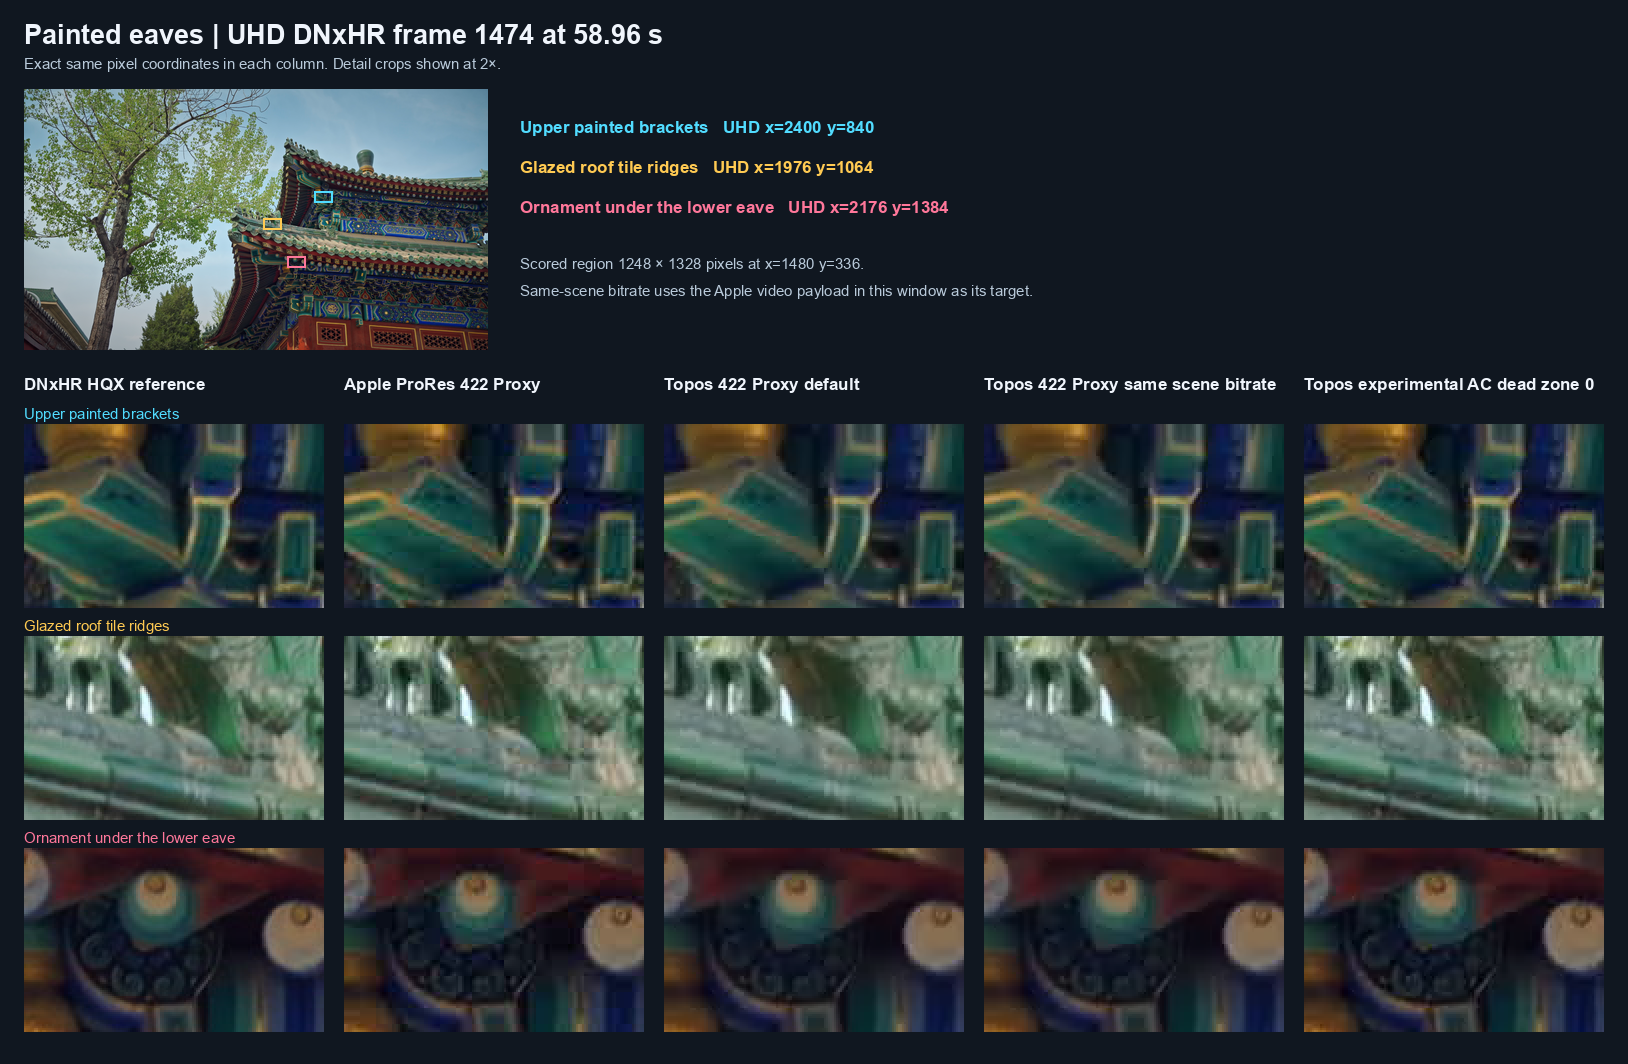 Painted eaves | UHD DNxHR frame 1474 at 58.96 s
Exact same pixel coordinates in each column. Detail crops shown at 2×.
Upper painted brackets UHD x=2400 y=840
Glazed roof tile ridges UHD x=1976 y=1064
Ornament under the lower eave UHD x=2176 y=1384
Scored region 1248 × 1328 pixels at x=1480 y=336.
Same-scene bitrate uses the Apple video payload in this window as its target.
DNxHR HQX reference
Apple ProRes 422 Proxy
Topos 422 Proxy default
Topos 422 Proxy same scene bitrate
Topos experimental AC dead zone 0
Upper painted brackets
Glazed roof tile ridges
Ornament under the lower eave